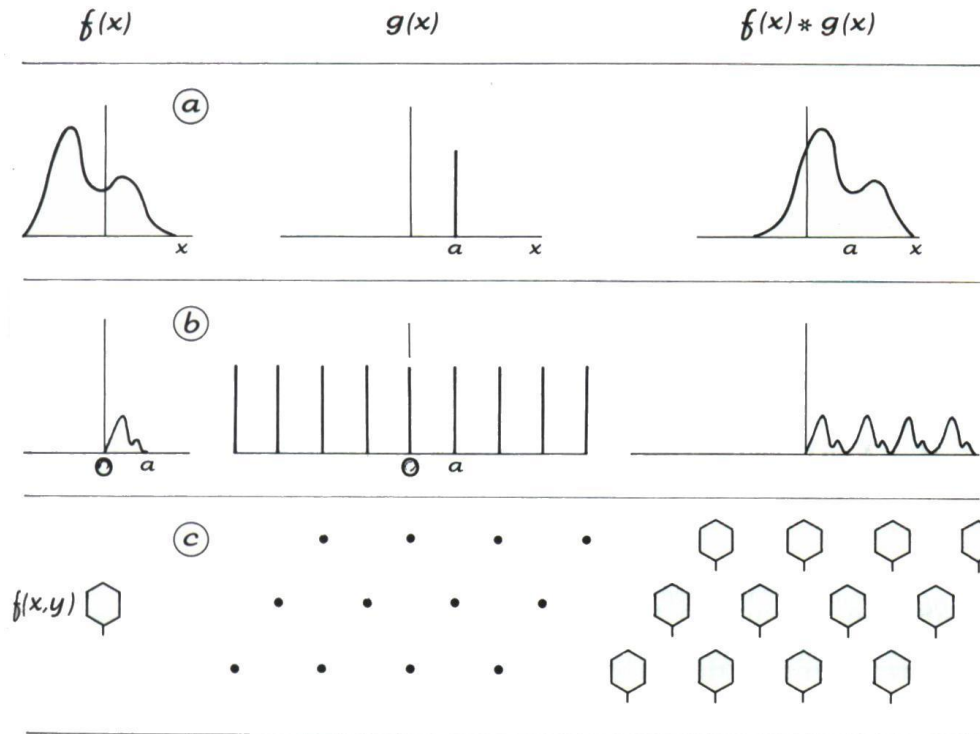 f(x) g(x) f(x) * g(x)
a
x a x a x
b
O a O a
c
f(x,y)